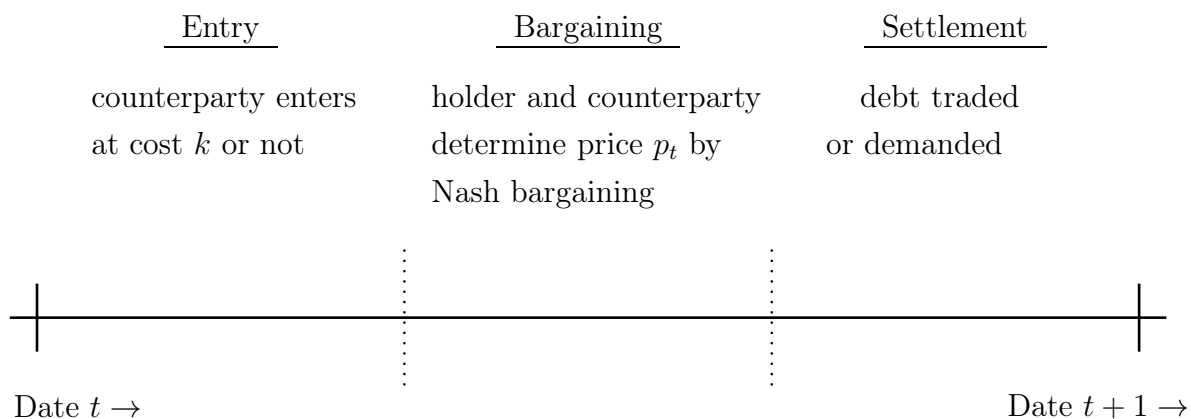 Entry
counterparty enters
at cost k or not
Bargaining
holder and counterparty
determine price p_t by
Nash bargaining
Settlement
debt traded
or demanded
Date t →
Date t + 1 →